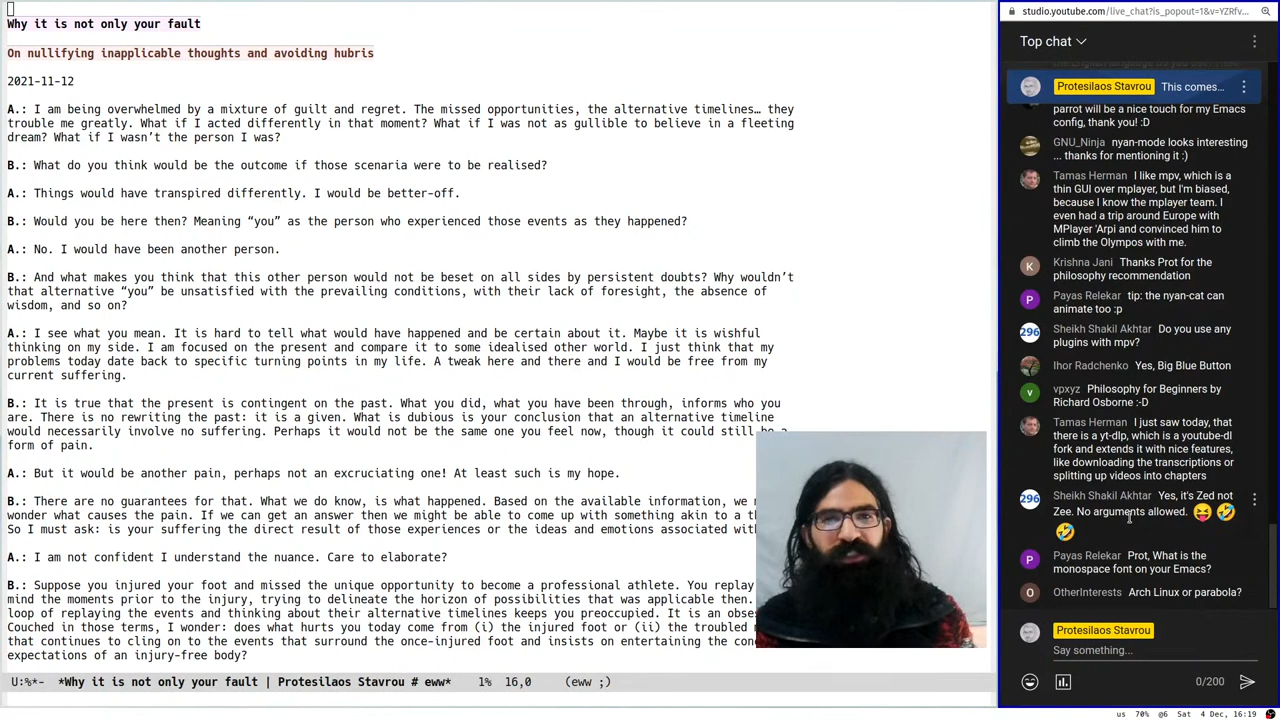 Why it is not only your fault
On nullifying inapplicable thoughts and avoiding hubris
2021-11-12
A.: I am being overwhelmed by a mixture of guilt and regret. The missed opportunities, the alternative timelines… they
trouble me greatly. What if I acted differently in that moment? What if I was not as gullible to believe in a fleeting
dream? What if I wasn’t the person I was?
B.: What do you think would be the outcome if those scenaria were to be realised?
A.: Things would have transpired differently. I would be better-off.
B.: Would you be here then? Meaning “you” as the person who experienced those events as they happened?
A.: No. I would have been another person.
B.: And what makes you think that this other person would not be beset on all sides by persistent doubts? Why wouldn’t
that alternative “you” be unsatisfied with the prevailing conditions, with their lack of foresight, the absence of
wisdom, and so on?
A.: I see what you mean. It is hard to tell what would have happened and be certain about it. Maybe it is wishful
thinking on my side. I am focused on the present and compare it to some idealised other world. I just think that my
problems today date back to specific turning points in my life. A tweak here and there and I would be free from my
current suffering.
B.: It is true that the present is contingent on the past. What you did, what you have been through, informs who you
are. There is no rewriting the past: it is a given. What is dubious is your conclusion that an alternative timeline
would necessarily involve no suffering. Perhaps it would not be the same one you feel now, though it could still be a
form of pain.
A.: But it would be another pain, perhaps not an excruciating one! At least such is my hope.
B.: There are no guarantees for that. What we do know, is what happened. Based on the available information, we
wonder what causes the pain. If we can get an answer then we might be able to come up with something akin to a
So I must ask: is your suffering the direct result of those experiences or the ideas and emotions associated
A.: I am not confident I understand the nuance. Care to elaborate?
B.: Suppose you injured your foot and missed the unique opportunity to become a professional athlete. You replay
mind the moments prior to the injury, trying to delineate the horizon of possibilities that was applicable then.
loop of replaying the events and thinking about their alternative timelines keeps you preoccupied. It is an
Couched in those terms, I wonder: does what hurts you today come from (i) the injured foot or (ii) the troubled
that continues to cling on to the events that surround the once-injured foot and insists on entertaining the
expectations of an injury-free body?
U:%*- *Why it is not only your fault | Protesilaos Stavrou # eww* 1% 16,0 (eww ;)
studio.youtube.com/live_chat?is_popout=1&v=YZRfv...
Top chat
Protesilaos Stavrou This comes...
parrot will be a nice touch for my Emacs
config, thank you! :D
GNU_Ninja nyan-mode looks interesting
... thanks for mentioning it :)
Tamas Herman I like mpv, which is a
thin GUI over mplayer, but I'm biased,
because I know the mplayer team. I
even had a trip around Europe with
MPlayer 'Arpi and convinced him to
climb the Olympos with me.
K
Krishna Jani Thanks Prot for the
philosophy recommendation
P
Payas Relekar tip: the nyan-cat can
animate too :p
296
Sheikh Shakil Akhtar Do you use any
plugins with mpv?
Ihor Radchenko Yes, Big Blue Button
V
vpxyz Philosophy for Beginners by
Richard Osborne :-D
Tamas Herman I just saw today, that
there is a yt-dlp, which is a youtube-dl
fork and extends it with nice features,
like downloading the transcriptions or
splitting up videos into chapters
296
Sheikh Shakil Akhtar Yes, it's Zed not
Zee. No arguments allowed. 😝 🤣
🤣
P
Payas Relekar Prot, What is the
monospace font on your Emacs?
O
OtherInterests Arch Linux or parabola?
Protesilaos Stavrou
Say something...
0/200
us 70% @6 Sat 4 Dec, 16:19